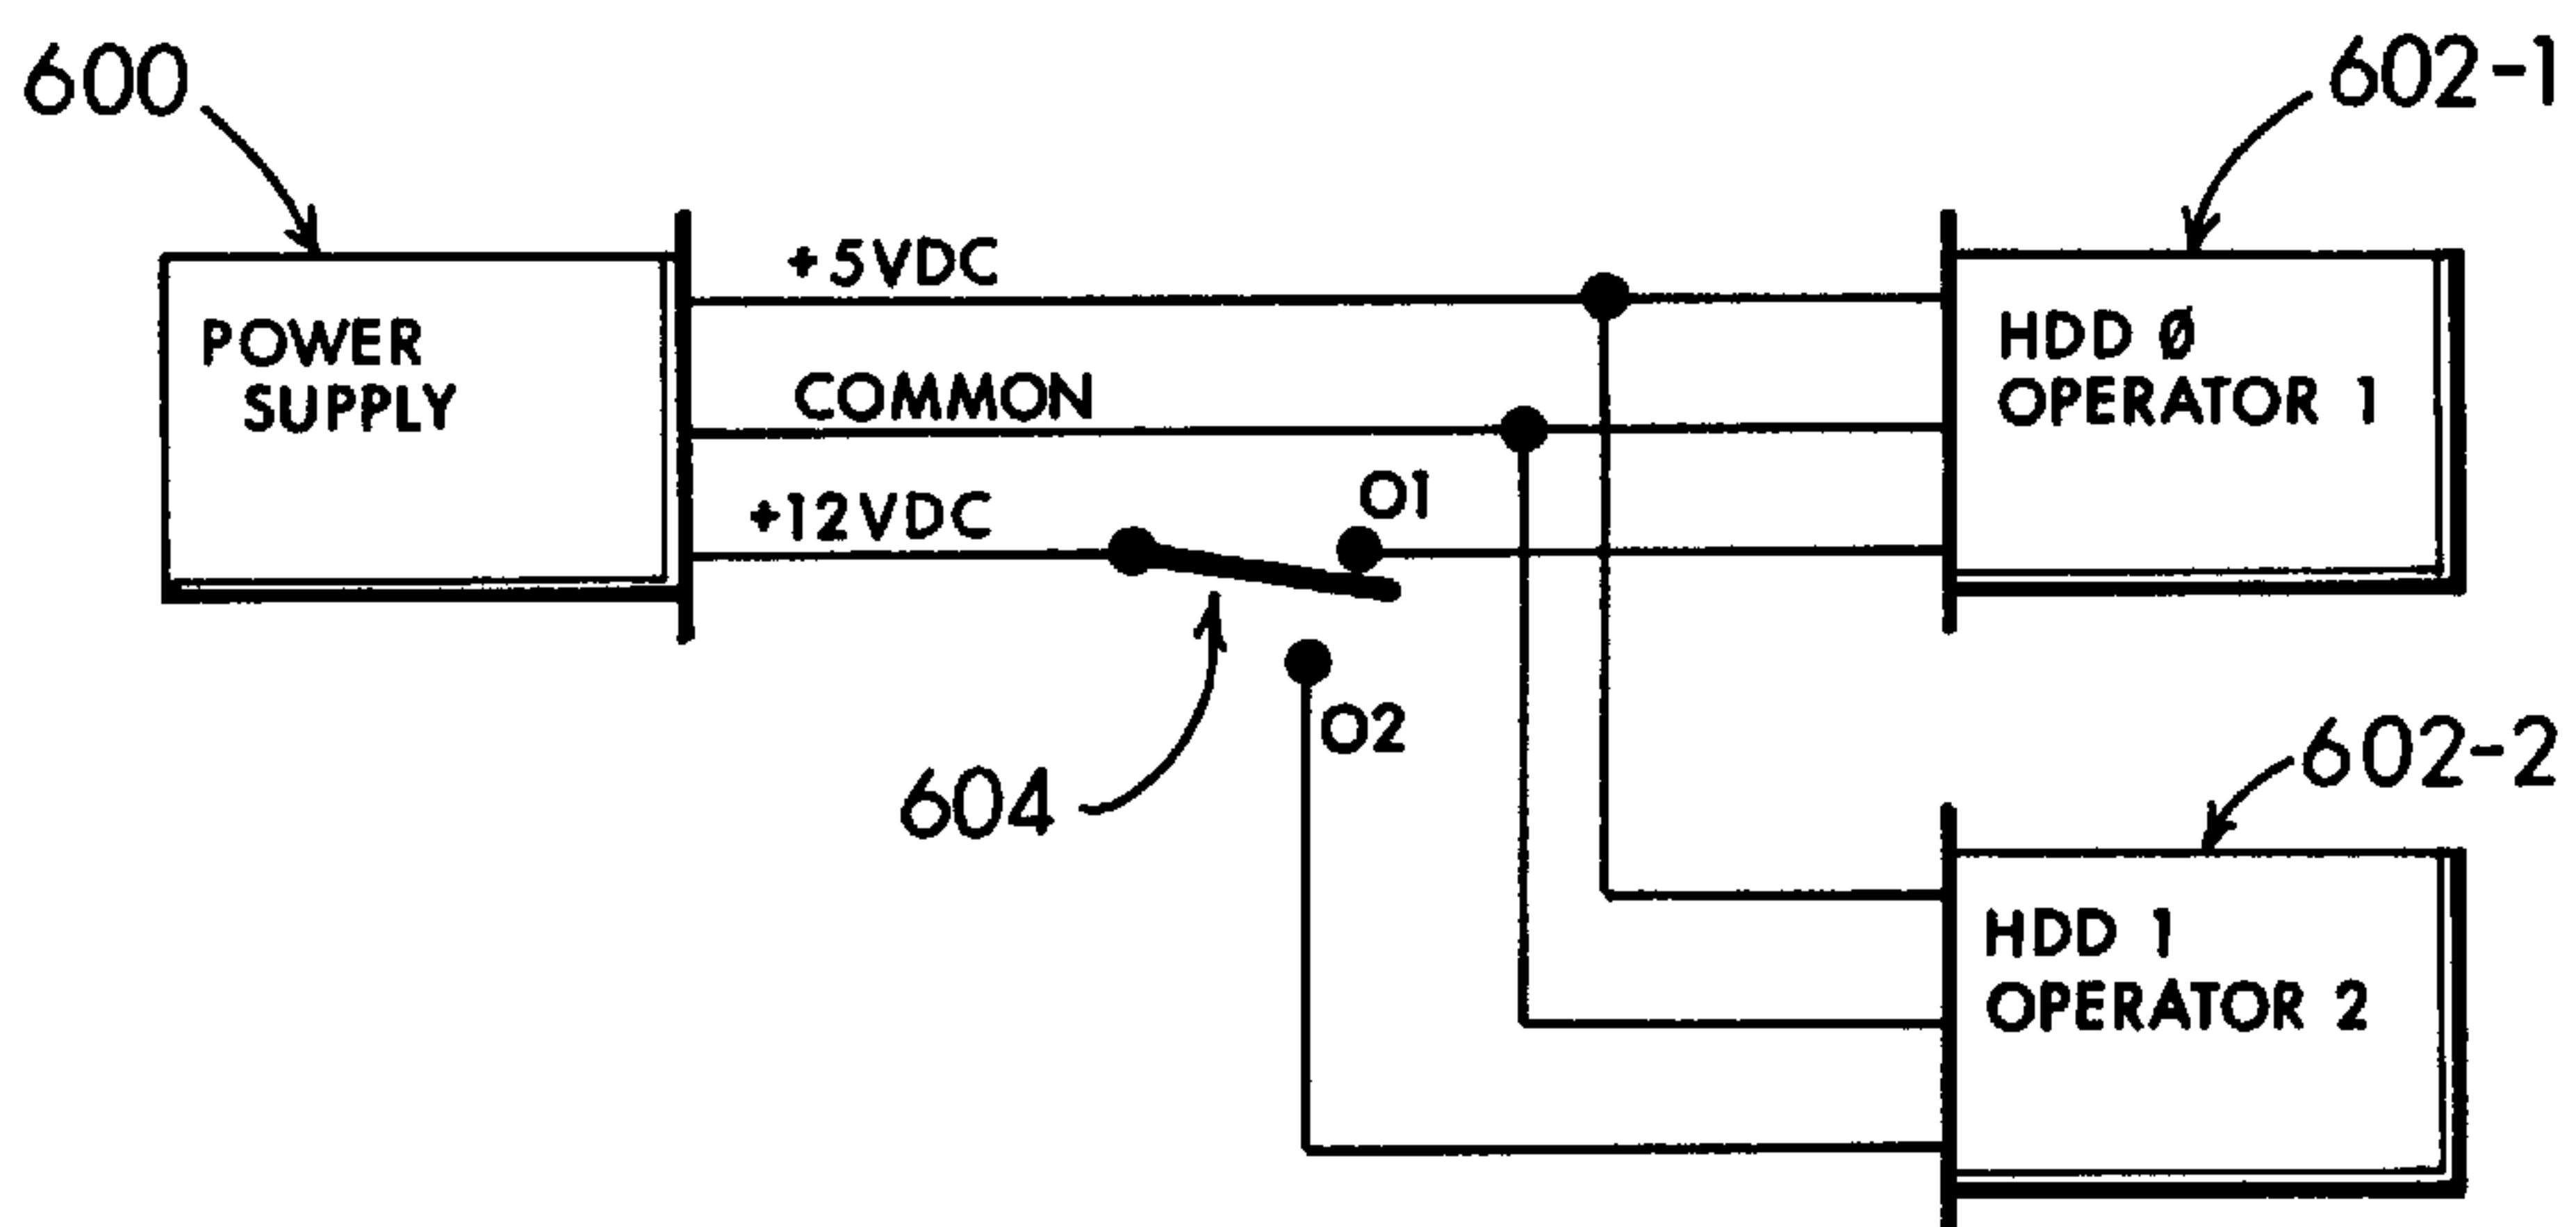 600
602-1
+5VDC
POWER
SUPPLY
HDD Ø
OPERATOR 1
COMMON
+12VDC
O1
O2
604
602-2
HDD 1
OPERATOR 2